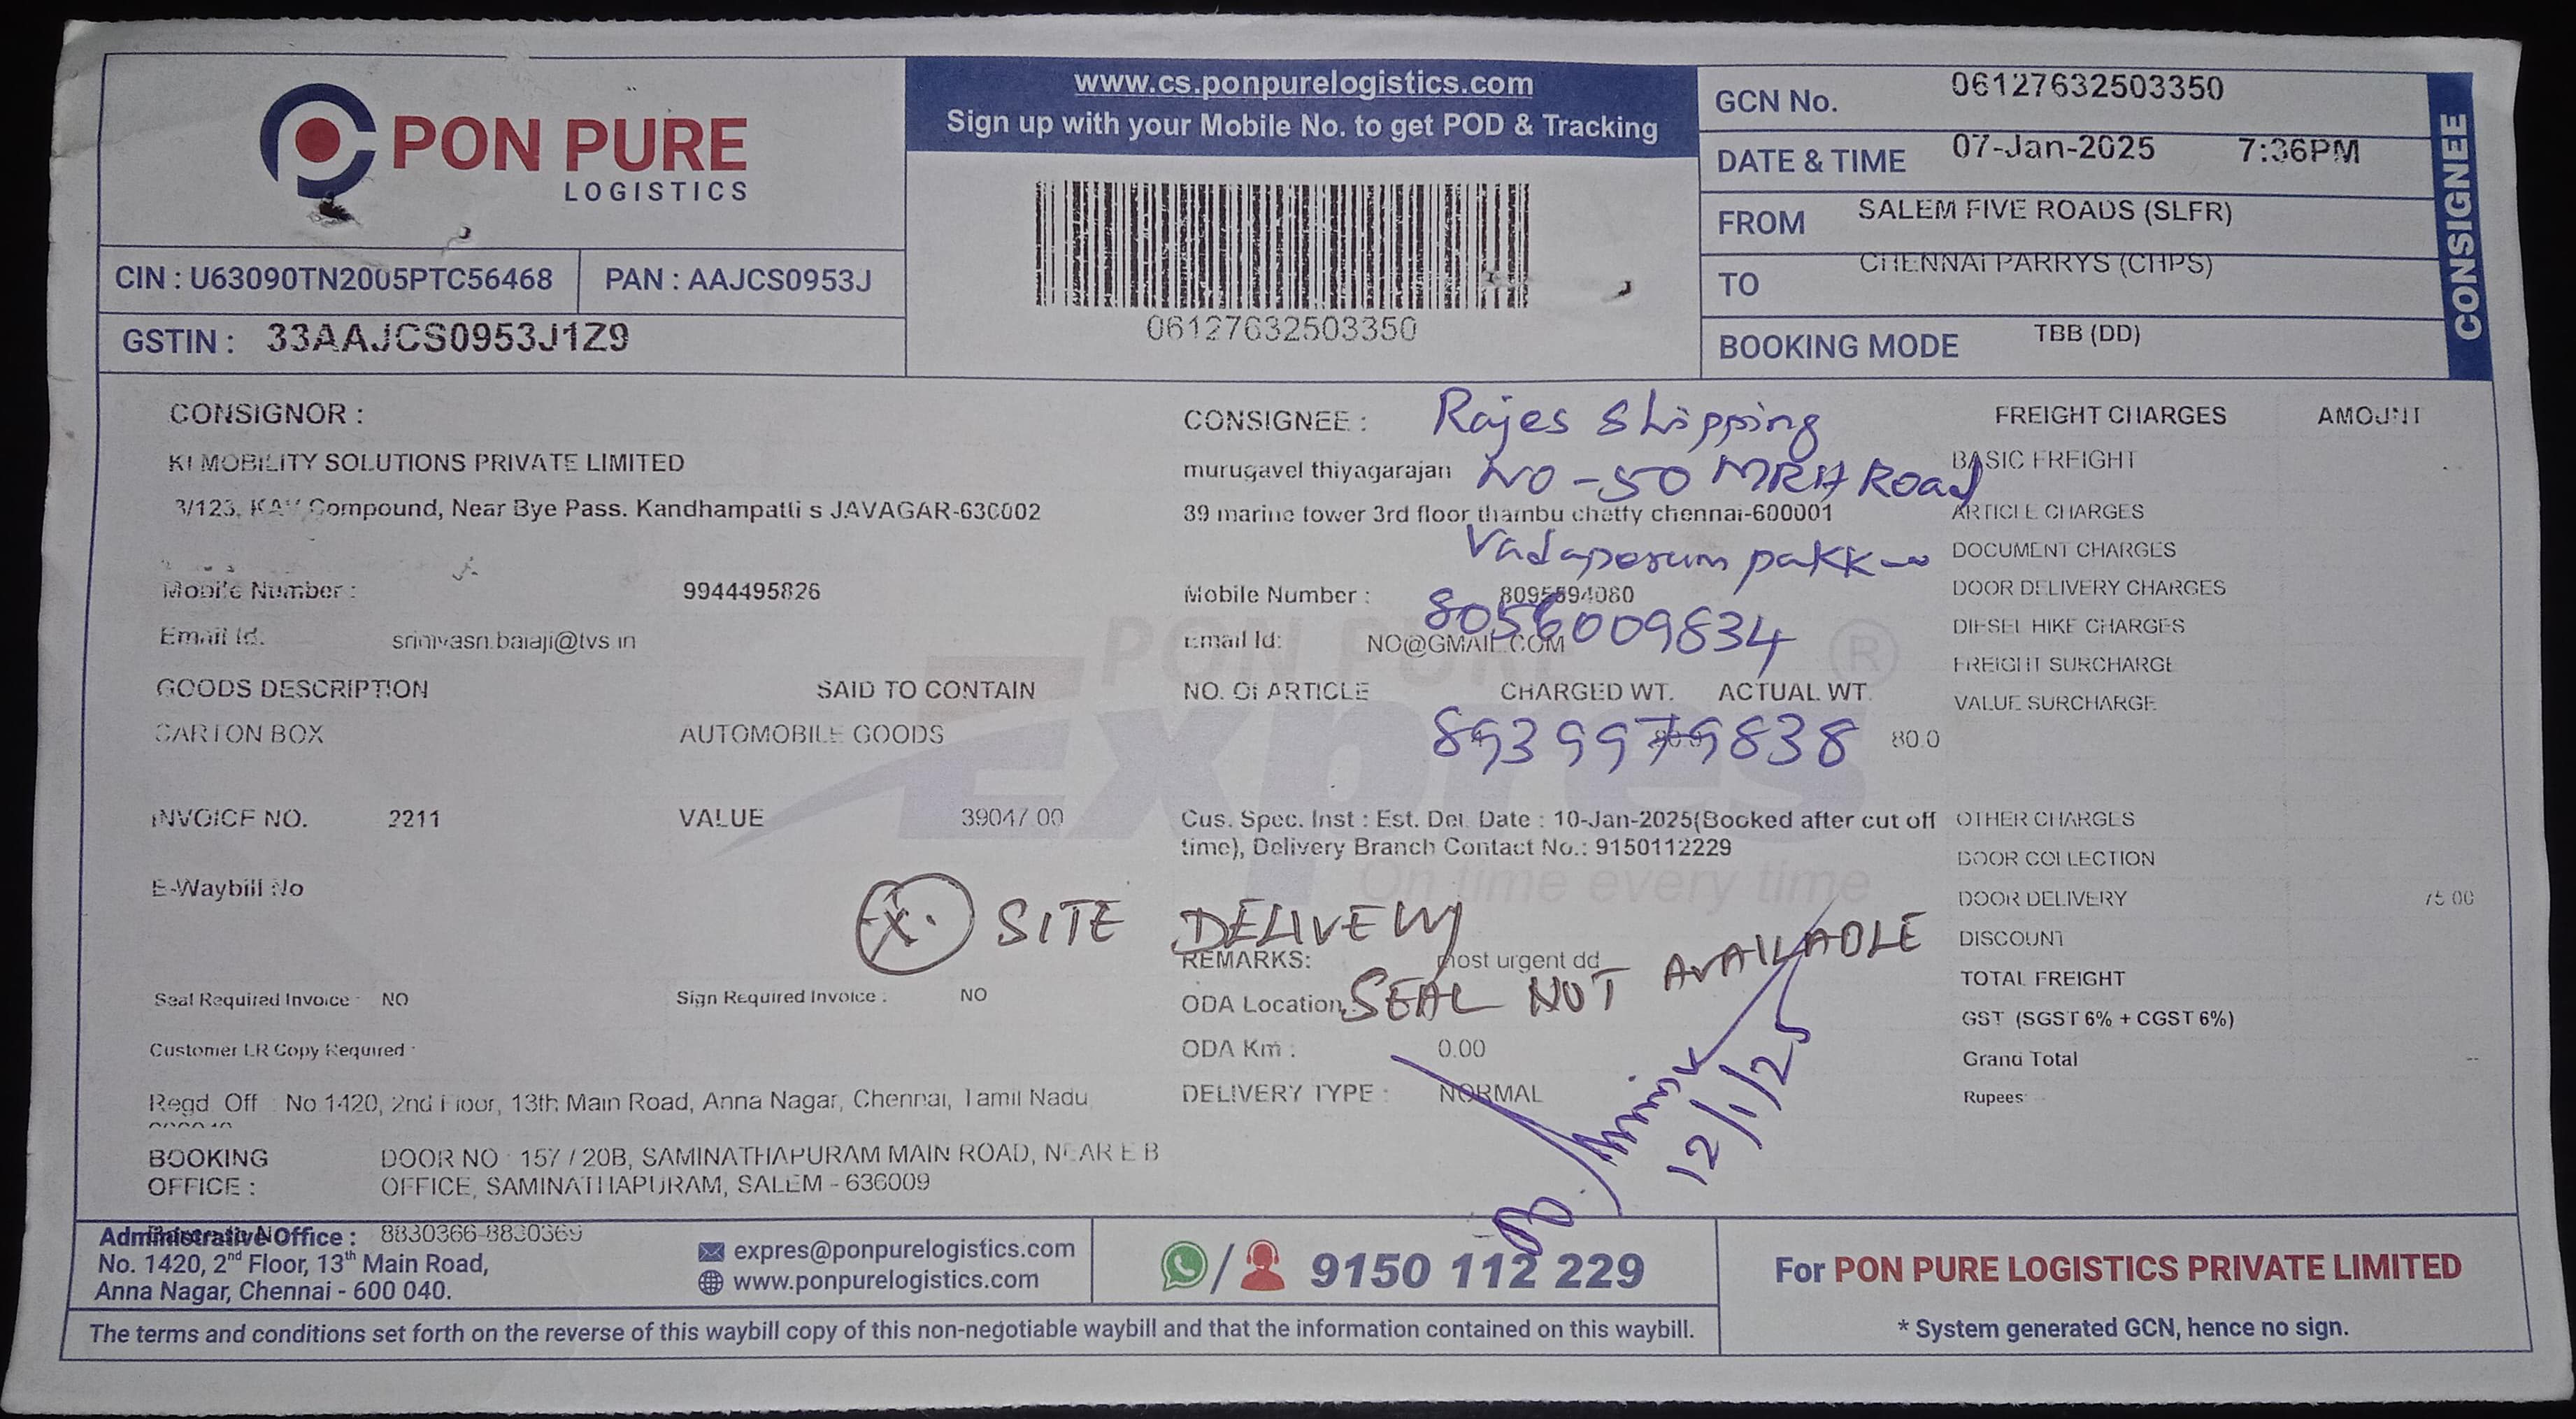 PON PURE
LOGISTICS
CIN : U63090TN2005PTC56468
PAN : AAJCS0953J
GSTIN : 33AAJCS0953J1Z9
www.cs.ponpurelogistics.com
Sign up with your Mobile No. to get POD & Tracking
06127632503350
GCN No. 06127632503350
DATE & TIME 07-Jan-2025 7:36PM
FROM SALEM FIVE ROADS (SLFR)
TO CHENNAI PARRYS (CHPS)
BOOKING MODE TBB (DD)
CONSIGNEE
CONSIGNOR :
KI MOBILITY SOLUTIONS PRIVATE LIMITED
3/123, Compound, Near Bye Pass. Kandhampatti s JAVAGAR-636002
Mobile Number : 9944495826
Email Id.
GOODS DESCRIPTION SAID TO CONTAIN
CARTON BOX AUTOMOBILE GOODS
INVOICE NO. 2211 VALUE 39047.00
E-Waybill No
Seal Required Invoice : NO Sign Required Invoice : NO
Customer LR Copy Required :
Regd. Off : No 1420, 2nd Floor, 13th Main Road, Anna Nagar, Chennai, Tamil Nadu
BOOKING OFFICE : DOOR NO : 157 / 20B, SAMINATHAPURAM MAIN ROAD, NEAR E B
OFFICE, SAMINATHAPURAM, SALEM - 636009
CONSIGNEE : Rajes Shipping
murugavel thiyagarajan No - 50 MRH Road
39 marine tower 3rd floor thambu chetty chennai-600001
Mobile Number :
8056009834
Email Id: NO@GMAIL.COM
NO. OF ARTICLE CHARGED WT. ACTUAL WT.
8939979838 80.0
PON PURE
Expres
®
On time every time
Cus. Spec. Inst : Est. Del. Date : 10-Jan-2025(Booked after cut off
time), Delivery Branch Contact No.: 9150112229
X. SITE DELIVERY
REMARKS: most urgent dd
SEAL NOT AVAILABLE
ODA Location
ODA Km : 0.00
DELIVERY TYPE : NORMAL
12/1/25
FREIGHT CHARGES AMOUNT
BASIC FREIGHT
ARTICLE CHARGES
DOCUMENT CHARGES
DOOR DELIVERY CHARGES
DIESEL HIKE CHARGES
FREIGHT SURCHARGE
VALUE SURCHARGE
OTHER CHARGES
DOOR COLLECTION
DOOR DELIVERY 75.00
DISCOUNT
TOTAL FREIGHT
GST (SGST 6% + CGST 6%)
Grand Total
Rupees
Administrative Office : 8830366-8830369
No. 1420, 2nd Floor, 13th Main Road,
Anna Nagar, Chennai - 600 040.
expres@ponpurelogistics.com
www.ponpurelogistics.com
9150 112 229
For PON PURE LOGISTICS PRIVATE LIMITED
* System generated GCN, hence no sign.
The terms and conditions set forth on the reverse of this waybill copy of this non-negotiable waybill and that the information contained on this waybill.